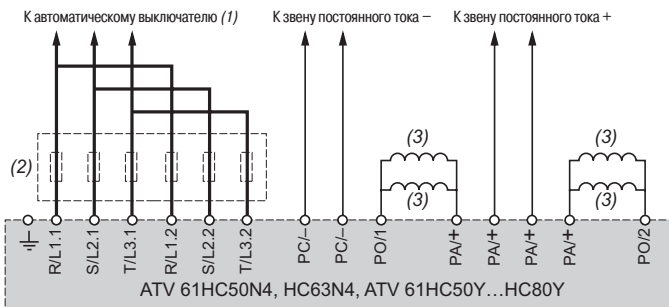 К автоматическому выключателю (1)
К звену постоянного тока –
К звену постоянного тока +
(2)
(3)
(3)
(3)
(3)
R/L1.1
S/L2.1
T/L3.1
R/L1.2
S/L2.2
T/L3.2
PC/–
PC/–
PO/1
PA/+
PA/+
PA/+
PA/+
PO/2
ATV 61HC50N4, HC63N4, ATV 61HC50Y…HC80Y